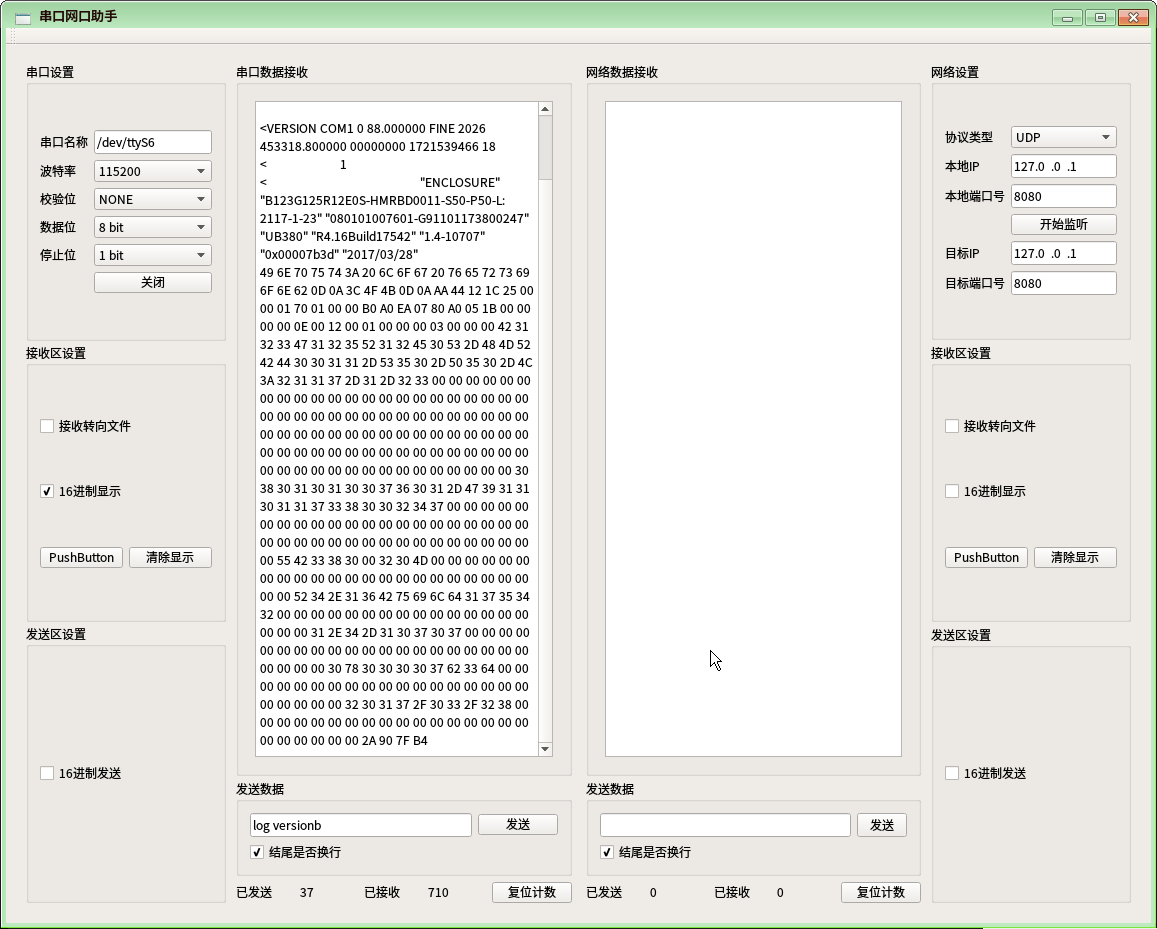 串口网口助手
串口设置
串口名称 /dev/ttyS6
波特率 115200
校验位 NONE
数据位 8 bit
停止位 1 bit
关闭
接收区设置
接收转向文件
16进制显示
PushButton 清除显示
发送区设置
16进制发送
串口数据接收
<VERSION COM1 0 88.000000 FINE 2026
453318.800000 00000000 1721539466 18
< 1
< "ENCLOSURE"
"B123G125R12E0S-HMRBD0011-S50-P50-L:
2117-1-23" "080101007601-G91101173800247"
"UB380" "R4.16Build17542" "1.4-10707"
"0x00007b3d" "2017/03/28"
49 6E 70 75 74 3A 20 6C 6F 67 20 76 65 72 73 69
6F 6E 62 0D 0A 3C 4F 4B 0D 0A AA 44 12 1C 25 00
00 01 70 01 00 00 B0 A0 EA 07 80 A0 05 1B 00 00
00 00 0E 00 12 00 01 00 00 00 03 00 00 00 42 31
32 33 47 31 32 35 52 31 32 45 30 53 2D 48 4D 52
42 44 30 30 31 31 2D 53 35 30 2D 50 35 30 2D 4C
3A 32 31 31 37 2D 31 2D 32 33 00 00 00 00 00 00
00 00 00 00 00 00 00 00 00 00 00 00 00 00 00 00
00 00 00 00 00 00 00 00 00 00 00 00 00 00 00 00
00 00 00 00 00 00 00 00 00 00 00 00 00 00 00 00
00 00 00 00 00 00 00 00 00 00 00 00 00 00 00 00
00 00 00 00 00 00 00 00 00 00 00 00 00 00 00 30
38 30 31 30 31 30 30 37 36 30 31 2D 47 39 31 31
30 31 31 37 33 38 30 30 32 34 37 00 00 00 00 00
00 00 00 00 00 00 00 00 00 00 00 00 00 00 00 00
00 00 00 00 00 00 00 00 00 00 00 00 00 00 00 00
00 55 42 33 38 30 00 32 30 4D 00 00 00 00 00 00
00 00 00 00 00 00 00 00 00 00 00 00 00 00 00 00
00 00 52 34 2E 31 36 42 75 69 6C 64 31 37 35 34
32 00 00 00 00 00 00 00 00 00 00 00 00 00 00 00
00 00 00 31 2E 34 2D 31 30 37 30 37 00 00 00 00
00 00 00 00 00 00 00 00 00 00 00 00 00 00 00 00
00 00 00 00 30 78 30 30 30 30 37 62 33 64 00 00
00 00 00 00 00 00 00 00 00 00 00 00 00 00 00 00
00 00 00 00 00 32 30 31 37 2F 30 33 2F 32 38 00
00 00 00 00 00 00 00 00 00 00 00 00 00 00 00 00
00 00 00 00 00 00 2A 90 7F B4
发送数据
log versionb 发送
结尾是否换行
已发送 37 已接收 710 复位计数
网络数据接收
发送数据
发送
结尾是否换行
已发送 0 已接收 0 复位计数
网络设置
协议类型 UDP
本地IP 127.0 .0 .1
本地端口号 8080
开始监听
目标IP 127.0 .0 .1
目标端口号 8080
接收区设置
接收转向文件
16进制显示
PushButton 清除显示
发送区设置
16进制发送